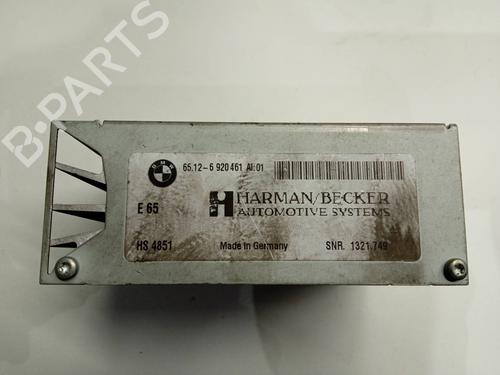 B-PARTS
BMW
65.12-6 920 461 AI:01
E 65
HARMAN/BECKER
AUTOMOTIVE SYSTEMS
HS 4851
Made in Germany
SNR. 1321.749